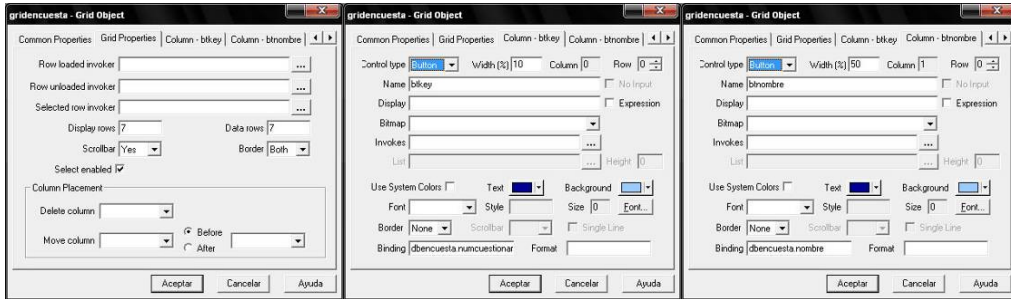 gridencuesta - Grid Object
Common Properties Grid Properties Column - btkey Column - btnombre
Row loaded invoker ...
Row unloaded invoker ...
Selected row invoker ...
Display rows 7 Data rows 7
Scrollbar Yes Border Both
Select enabled
Column Placement
Delete column
Move column Before
After
Aceptar Cancelar Ayuda
gridencuesta - Grid Object
Common Properties Grid Properties Column - btkey Column - btnombre
Control type Button Width (%) 10 Column 0 Row 0
Name btkey No Input
Display Expression
Bitmap
Invokes ...
List ... Height 0
Use System Colors Text Background
Font Style Size 0 Font...
Border None Scrollbar Single Line
Binding dbencuesta.numcuestionar Format
Aceptar Cancelar Ayuda
gridencuesta - Grid Object
Common Properties Grid Properties Column - btkey Column - btnombre
Control type Button Width (%) 50 Column 1 Row 0
Name btnombre No Input
Display Expression
Bitmap
Invokes ...
List ... Height 0
Use System Colors Text Background
Font Style Size 0 Font...
Border None Scrollbar Single Line
Binding dbencuesta.nombre Format
Aceptar Cancelar Ayuda